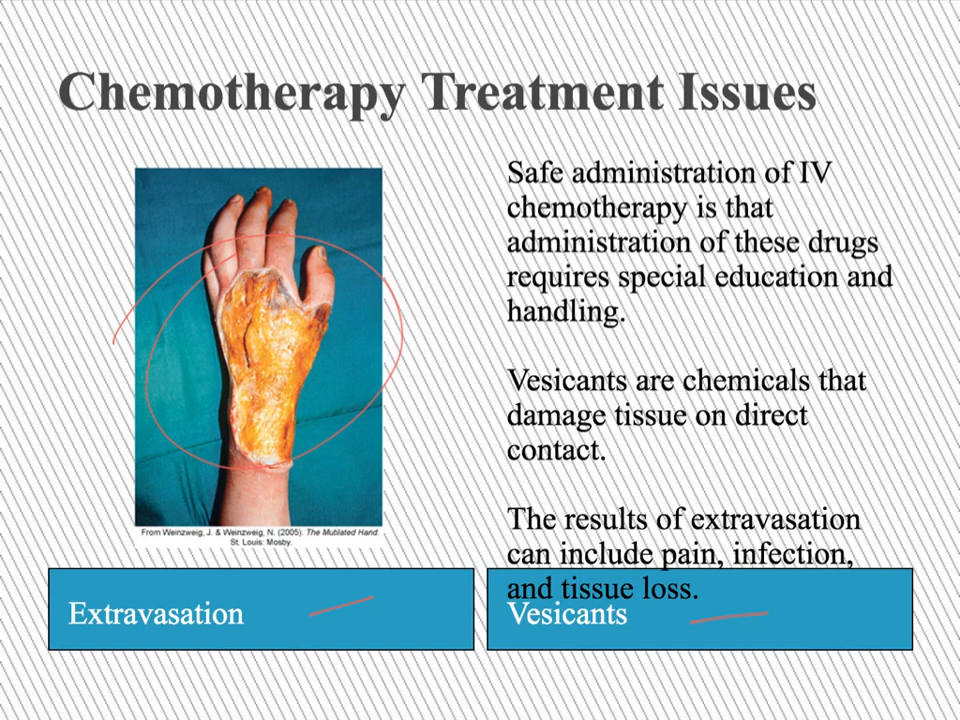 Chemotherapy Treatment Issues
From Weinzweig, J. & Weinzweig, N. (2005). The Mutilated Hand.
St. Louis: Mosby.
Extravasation
Safe administration of IV
chemotherapy is that
administration of these drugs
requires special education and
handling.
Vesicants are chemicals that
damage tissue on direct
contact.
The results of extravasation
can include pain, infection,
and tissue loss.
Vesicants